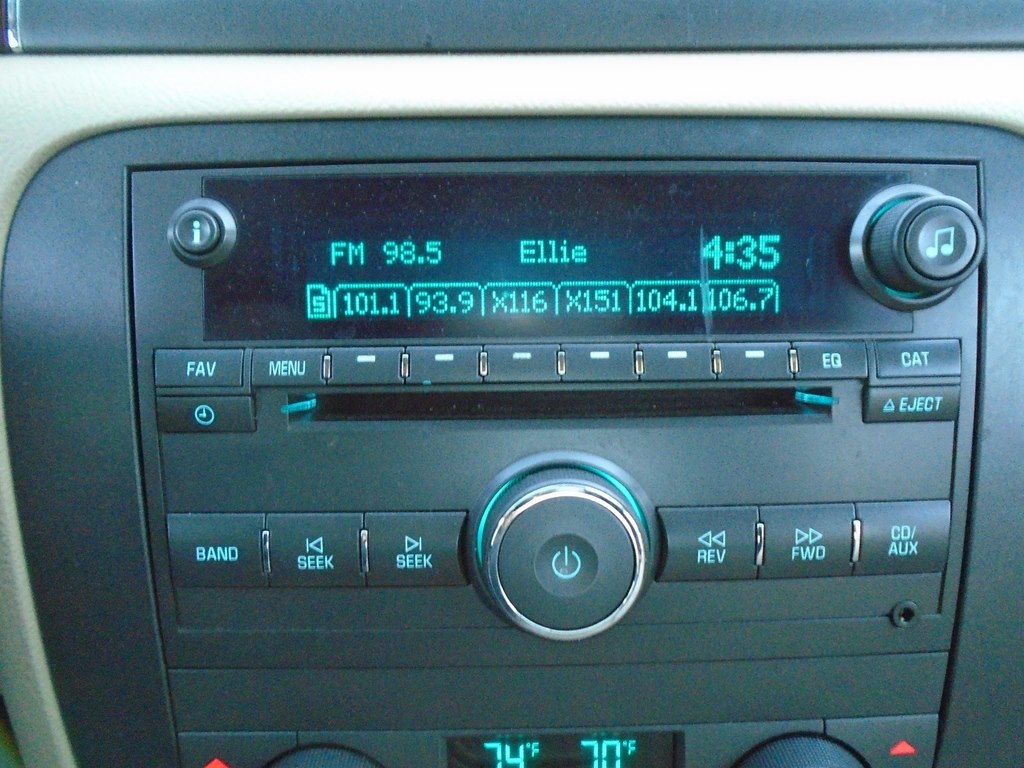 i
FM 98.5 Ellie 4:35
5 101.1 93.9 X116 X151 104.1 106.7
FAV MENU EQ CAT
EJECT
BAND SEEK SEEK REV FWD CD/
AUX
74°F 70°F